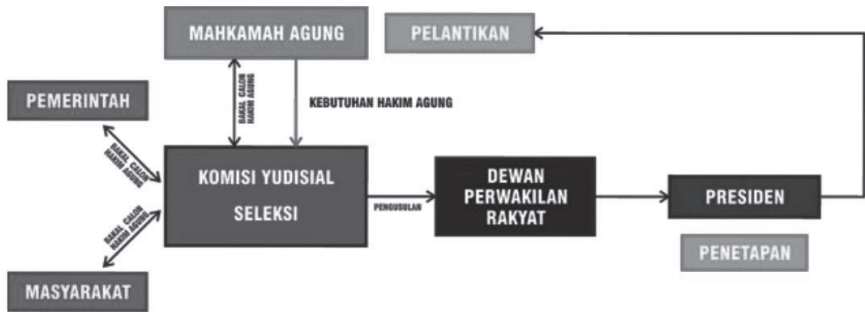 MAHKAMAH AGUNG
PELANTIKAN
BAKAL CALON
HAKIM AGUNG
KEBUTUHAN HAKIM AGUNG
PEMERINTAH
BAKAL CALON
HAKIM AGUNG
KOMISI YUDISIAL
SELEKSI
PENGUSULAN
DEWAN
PERWAKILAN
RAKYAT
PRESIDEN
PENETAPAN
BAKAL CALON
HAKIM AGUNG
MASYARAKAT